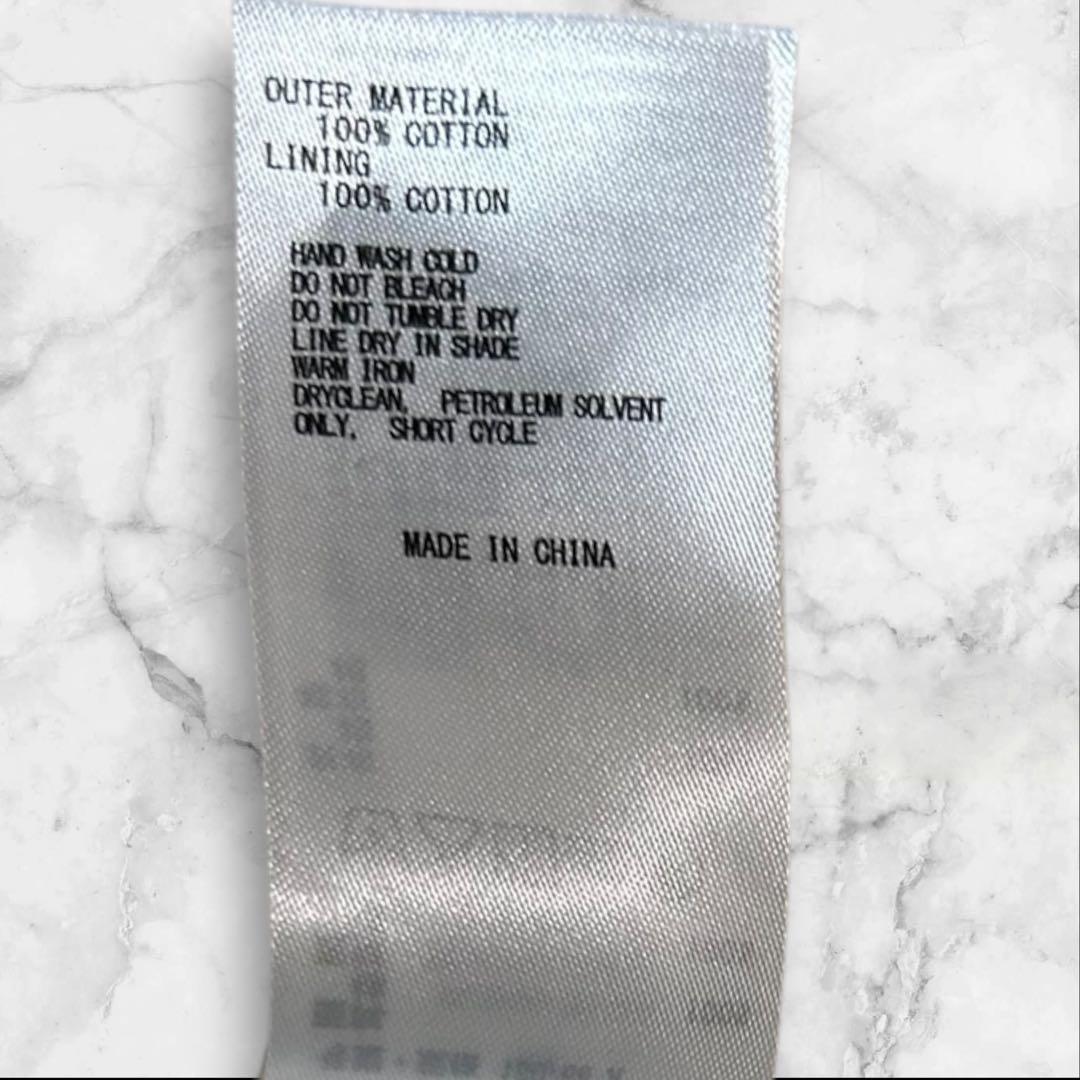 OUTER MATERIAL
100% COTTON
LINING
100% COTTON
HAND WASH COLD
DO NOT BLEACH
DO NOT TUMBLE DRY
LINE DRY IN SHADE
WARM IRON
DRYCLEAN, PETROLEUM SOLVENT
ONLY, SHORT CYCLE
MADE IN CHINA